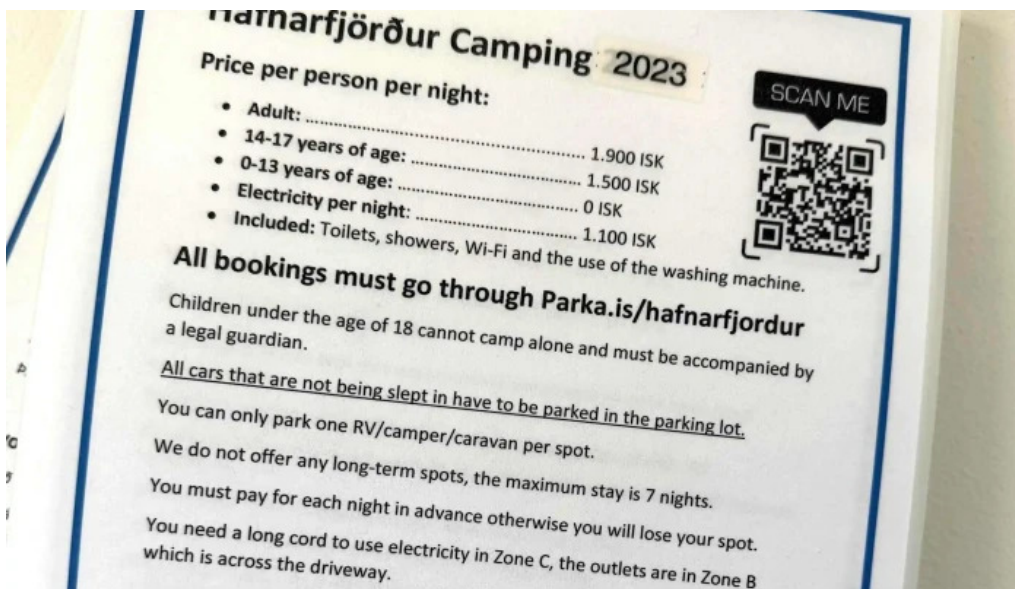 Hafnarfjörður Camping 2023
Price per person per night:
SCAN ME
• Adult: ........................................................ 1.900 ISK
• 14-17 years of age: .................................. 1.500 ISK
• 0-13 years of age: .................................... 0 ISK
• Electricity per night: ................................. 1.100 ISK
• Included: Toilets, showers, Wi-Fi and the use of the washing machine.
All bookings must go through Parka.is/hafnarfjordur
Children under the age of 18 cannot camp alone and must be accompanied by
a legal guardian.
All cars that are not being slept in have to be parked in the parking lot.
You can only park one RV/camper/caravan per spot.
We do not offer any long-term spots, the maximum stay is 7 nights.
You must pay for each night in advance otherwise you will lose your spot.
You need a long cord to use electricity in Zone C, the outlets are in Zone B
which is across the driveway.